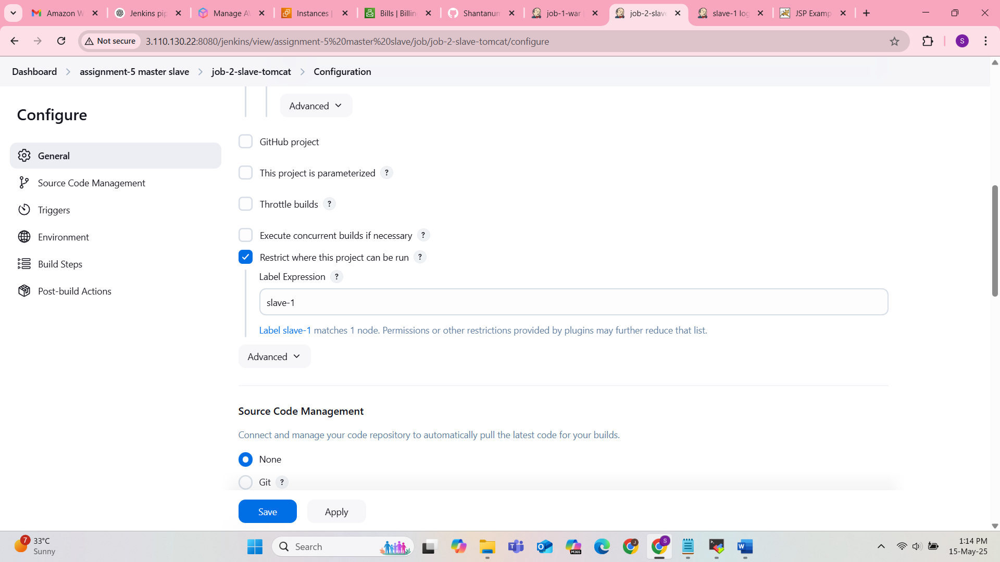 Amazon W
Jenkins pip
Manage AV
Instances |
Bills | Billin
Shantanum
job-1-war
job-2-slave
slave-1 log
JSP Examp
Not secure
3.110.130.22:8080/jenkins/view/assignment-5%20master%20slave/job/job-2-slave-tomcat/configure
S
Dashboard
assignment-5 master slave
job-2-slave-tomcat
Configuration
Configure
General
Source Code Management
Triggers
Environment
Build Steps
Post-build Actions
Advanced
GitHub project
This project is parameterized ?
Throttle builds ?
Execute concurrent builds if necessary ?
Restrict where this project can be run ?
Label Expression ?
slave-1
Label slave-1 matches 1 node. Permissions or other restrictions provided by plugins may further reduce that list.
Advanced
Source Code Management
Connect and manage your code repository to automatically pull the latest code for your builds.
None
Git ?
Save
Apply
7
33°C
Sunny
Search
M365
J
S
1:14 PM
15-May-25